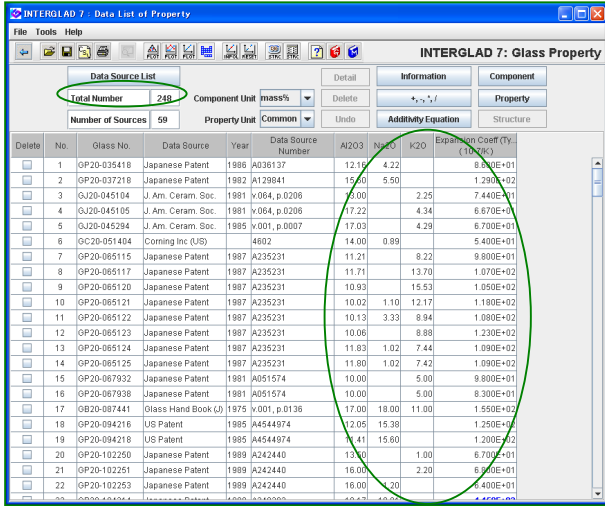 INTERGLAD 7 : Data List of Property
File Tools Help
INTERGLAD 7: Glass Property
Data Source List Detail Information Component
Total Number 248 Component Unit mass% Delete +, -, *, / Property
Number of Sources 59 Property Unit Common Undo Additivity Equation Structure
Delete No. Glass No. Data Source Year Data Source Number Al2O3 Na2O K2O Expansion Coeff (Ty... (10-7/K)
1 GP20-035418 Japanese Patent 1986 A036137 12.16 4.22 8.600E+01
2 GP20-037218 Japanese Patent 1982 A129841 15.60 5.50 1.290E+02
3 GJ20-045104 J. Am. Ceram. Soc. 1981 v.064, p.0206 18.00 2.25 7.440E+01
4 GJ20-045105 J. Am. Ceram. Soc. 1981 v.064, p.0206 17.22 4.34 6.670E+01
5 GJ20-045294 J. Am. Ceram. Soc. 1985 v.001, p.0007 17.03 4.29 6.700E+01
6 GC20-051404 Corning Inc (US) 4602 14.00 0.89 5.400E+01
7 GP20-065115 Japanese Patent 1987 A235231 11.21 8.22 9.800E+01
8 GP20-065117 Japanese Patent 1987 A235231 11.71 13.70 1.070E+02
9 GP20-065120 Japanese Patent 1987 A235231 10.93 15.53 1.050E+02
10 GP20-065121 Japanese Patent 1987 A235231 10.02 1.10 12.17 1.180E+02
11 GP20-065122 Japanese Patent 1987 A235231 10.13 3.33 8.94 1.080E+02
12 GP20-065123 Japanese Patent 1987 A235231 10.06 8.88 1.230E+02
13 GP20-065124 Japanese Patent 1987 A235231 11.83 1.02 7.44 1.090E+02
14 GP20-065125 Japanese Patent 1987 A235231 11.80 1.02 7.42 1.090E+02
15 GP20-067932 Japanese Patent 1981 A051574 10.00 5.00 9.800E+01
16 GP20-067938 Japanese Patent 1981 A051574 10.00 5.00 8.300E+01
17 GB20-087441 Glass Hand Book (J) 1975 v.001, p.0136 17.00 18.00 11.00 1.550E+02
18 GP20-094216 US Patent 1985 A4544974 12.05 15.38 1.250E+02
19 GP20-094218 US Patent 1985 A4544974 11.41 15.60 1.200E+02
20 GP20-102250 Japanese Patent 1989 A242440 13.50 1.00 6.700E+01
21 GP20-102251 Japanese Patent 1989 A242440 16.00 2.20 6.800E+01
22 GP20-102253 Japanese Patent 1989 A242440 16.00 1.20 6.400E+01